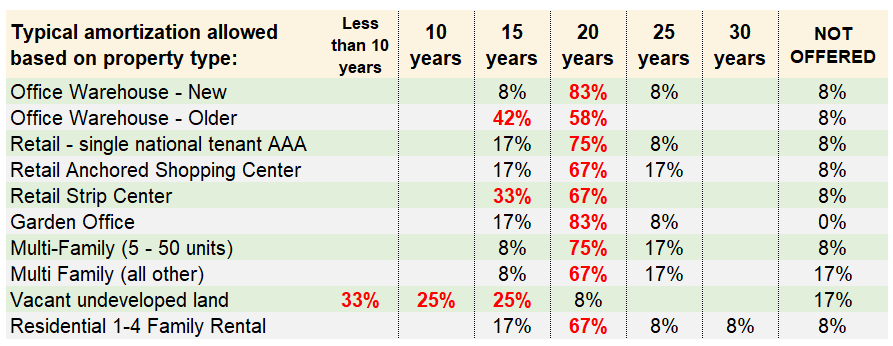 Typical amortization allowed based on property type: Less than 10 years 10 years 15 years 20 years 25 years 30 years NOT OFFERED
Office Warehouse - New 8% 83% 8% 8%
Office Warehouse - Older 42% 58% 8%
Retail - single national tenant AAA 17% 75% 8% 8%
Retail Anchored Shopping Center 17% 67% 17% 8%
Retail Strip Center 33% 67% 8%
Garden Office 17% 83% 8% 0%
Multi-Family (5 - 50 units) 8% 75% 17% 8%
Multi Family (all other) 8% 67% 17% 17%
Vacant undeveloped land 33% 25% 25% 8% 17%
Residential 1-4 Family Rental 17% 67% 8% 8% 8%